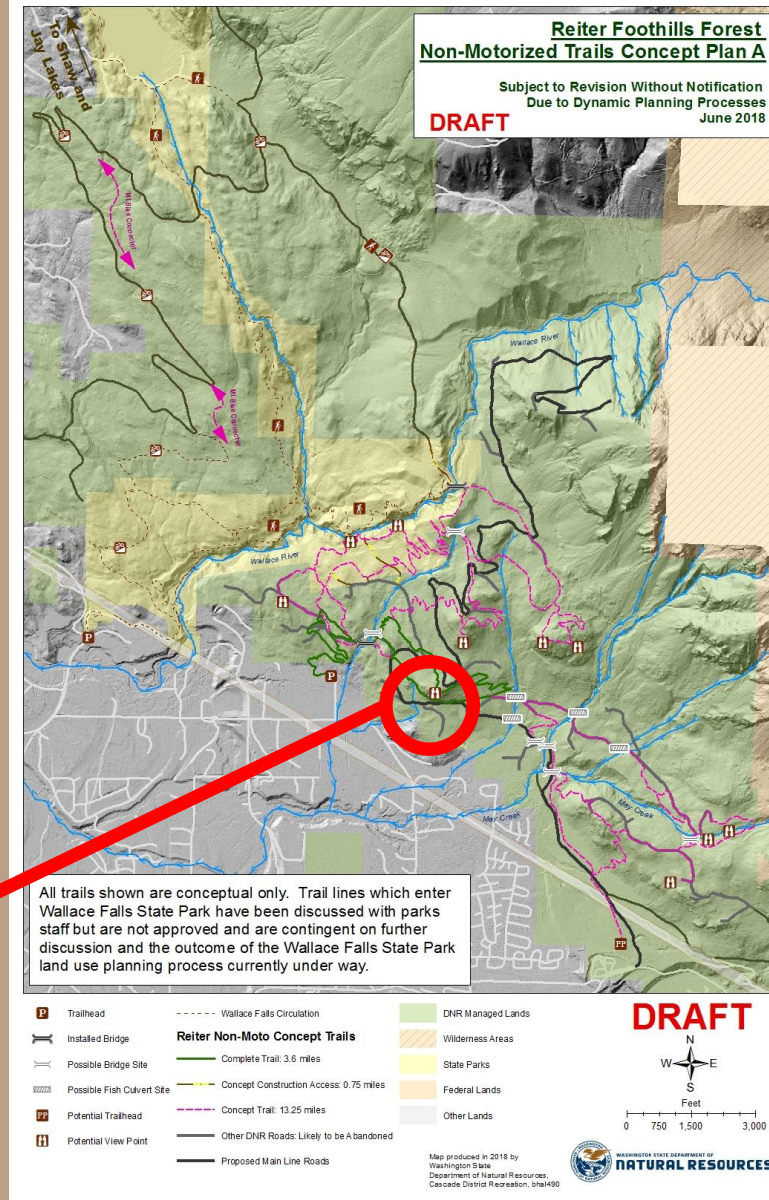 Reiter Foothills Forest
Non-Motorized Trails Concept Plan A
Subject to Revision Without Notification
Due to Dynamic Planning Processes
June 2018
DRAFT
To Shaw and
Jay Lakes
Mt Bike Connector
Mt Bike Connector
Wallace River
Wallace River
P
P
May Creek
May Creek
PP
All trails shown are conceptual only. Trail lines which enter
Wallace Falls State Park have been discussed with parks
staff but are not approved and are contingent on further
discussion and the outcome of the Wallace Falls State Park
land use planning process currently under way.
P Trailhead
Installed Bridge
Possible Bridge Site
Possible Fish Culvert Site
PP Potential Trailhead
Potential View Point
Wallace Falls Circulation
Reiter Non-Moto Concept Trails
Complete Trail: 3.6 miles
Concept Construction Access: 0.75 miles
Concept Trail: 13.25 miles
Other DNR Roads: Likely to be Abandoned
Proposed Main Line Roads
DNR Managed Lands
Wilderness Areas
State Parks
Federal Lands
Other Lands
DRAFT
N
W E
S
Feet
0 750 1,500 3,000
Map produced in 2018 by
Washington State
Department of Natural Resources,
Cascade District Recreation, bhal490
WASHINGTON STATE DEPARTMENT OF
NATURAL RESOURCES